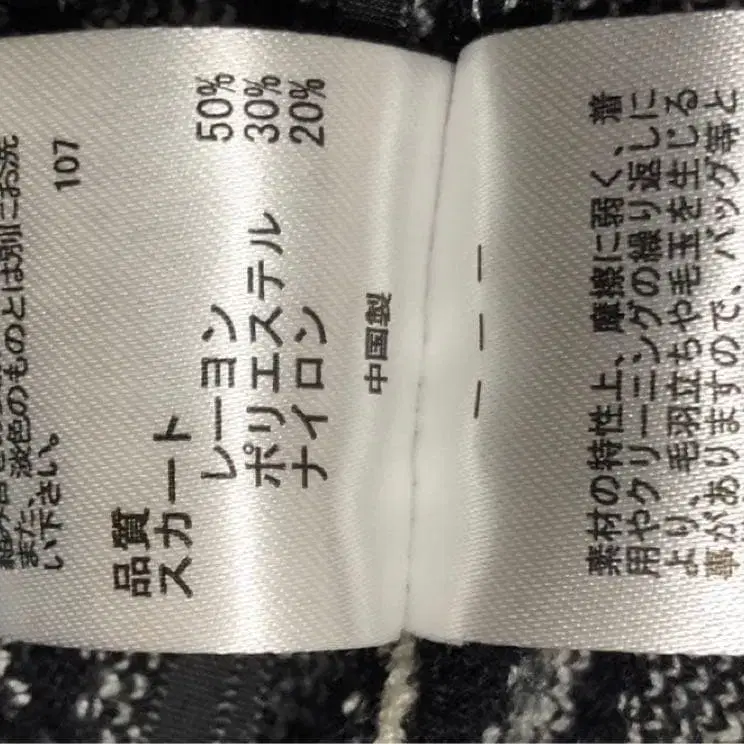 また、淡色のものとは別にお洗
い下さい。
107
品質
スカート
レーヨン 50%
ポリエステル 30%
ナイロン 20%
中国製
素材の特性上、摩擦に弱く、着
用やクリーニングの繰り返しに
より、毛羽立ちや毛玉を生じる
事がありますので、バッグ等と